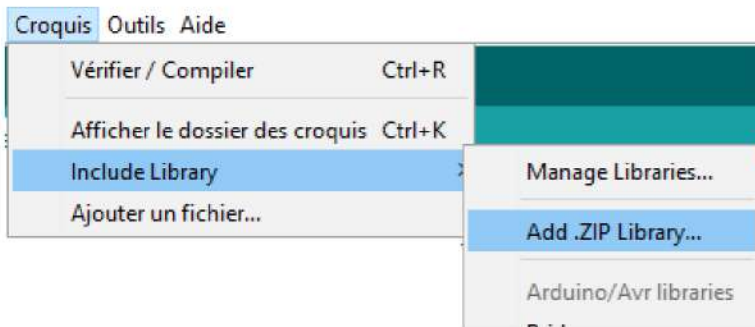 Croquis Outils Aide
Vérifier / Compiler Ctrl+R
Afficher le dossier des croquis Ctrl+K
Include Library
Ajouter un fichier...
Manage Libraries...
Add .ZIP Library...
Arduino/Avr libraries